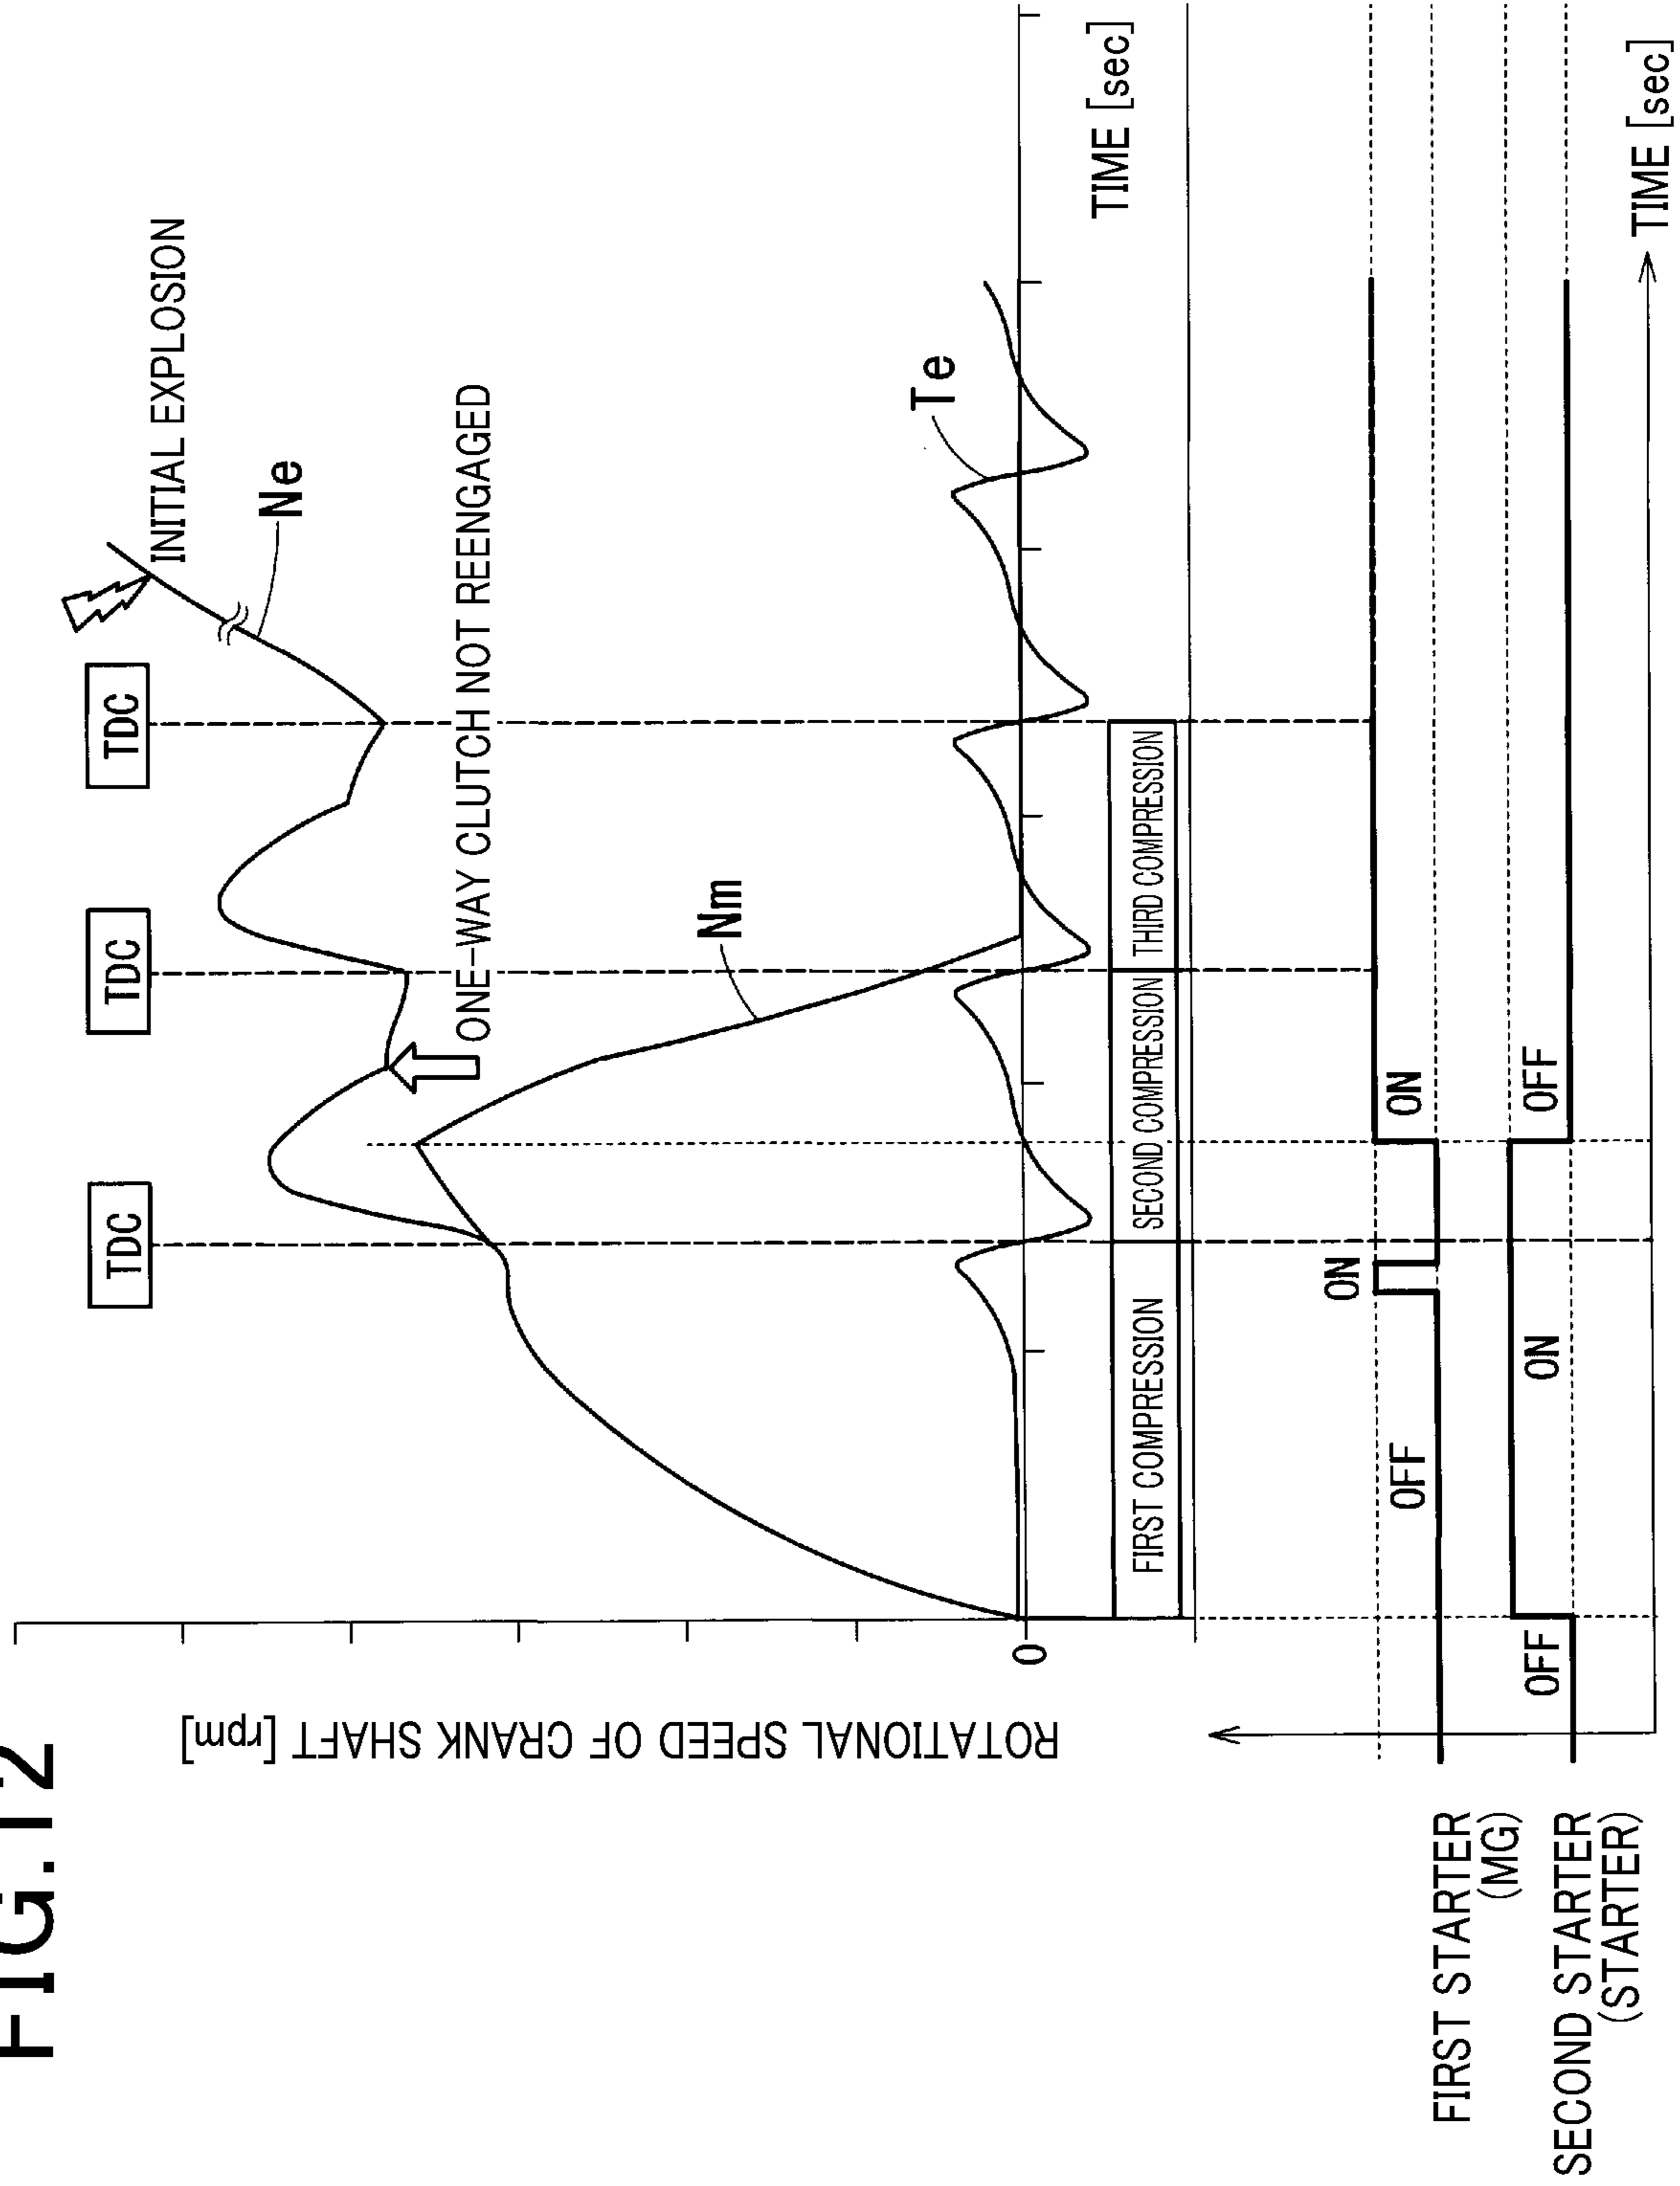 FIG.12
ROTATIONAL SPEED OF CRANK SHAFT [rpm]
TDC
TDC
TDC
INITIAL EXPLOSION
Ne
ONE-WAY CLUTCH NOT REENGAGED
Nm
Te
0
TIME [sec]
FIRST COMPRESSION
SECOND COMPRESSION
THIRD COMPRESSION
FIRST STARTER
(MG)
OFF
ON
ON
SECOND STARTER
(STARTER)
OFF
ON
OFF
TIME [sec]